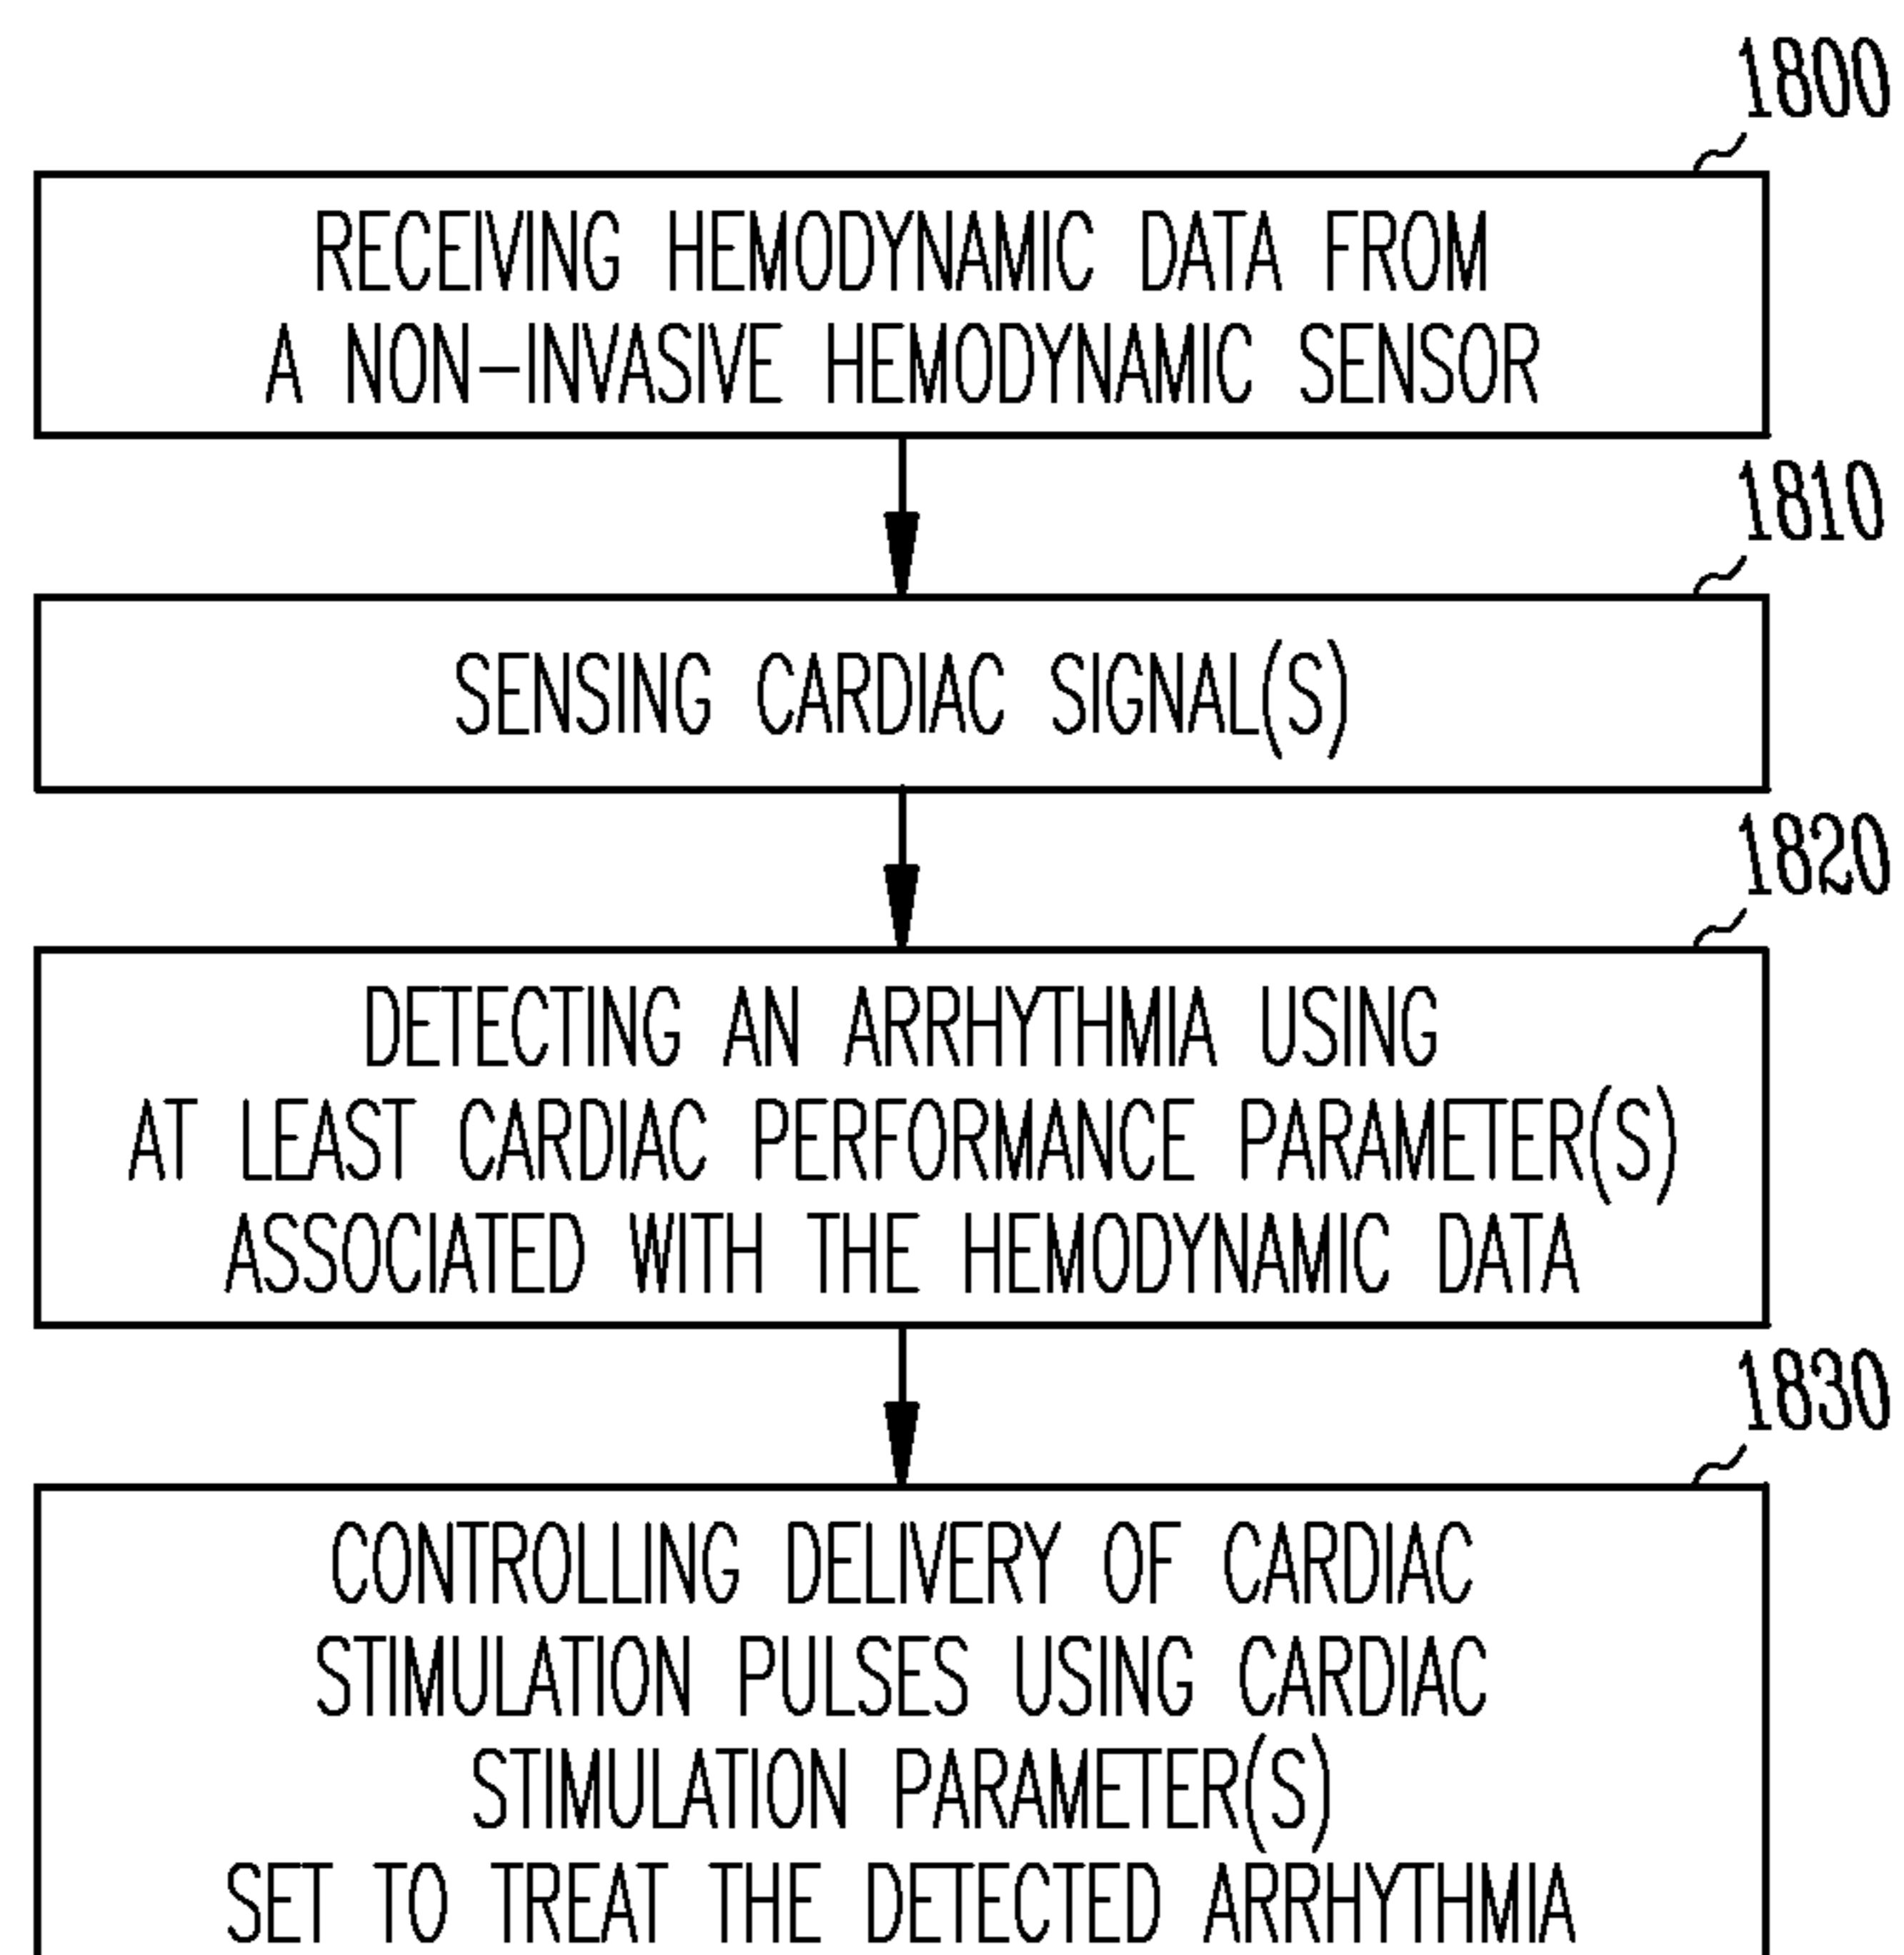 1800
RECEIVING HEMODYNAMIC DATA FROM
A NON-INVASIVE HEMODYNAMIC SENSOR
1810
SENSING CARDIAC SIGNAL(S)
1820
DETECTING AN ARRHYTHMIA USING
AT LEAST CARDIAC PERFORMANCE PARAMETER(S)
ASSOCIATED WITH THE HEMODYNAMIC DATA
1830
CONTROLLING DELIVERY OF CARDIAC
STIMULATION PULSES USING CARDIAC
STIMULATION PARAMETER(S)
SET TO TREAT THE DETECTED ARRHYTHMIA